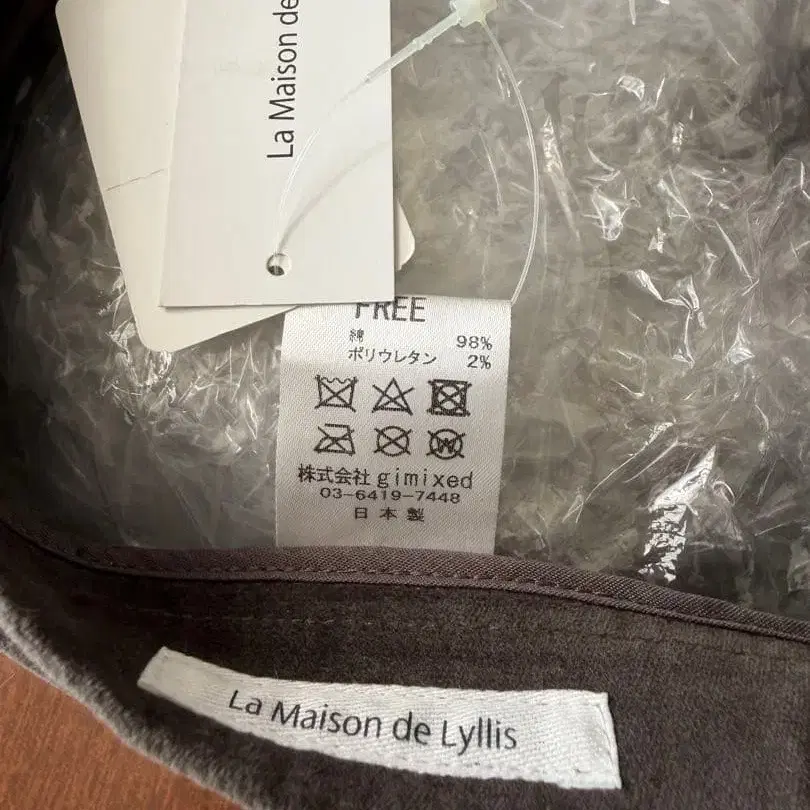 La Maison de
FREE
綿 98%
ポリウレタン 2%
W
株式会社 gimixed
03-6419-7448
日本製
La Maison de Lyllis